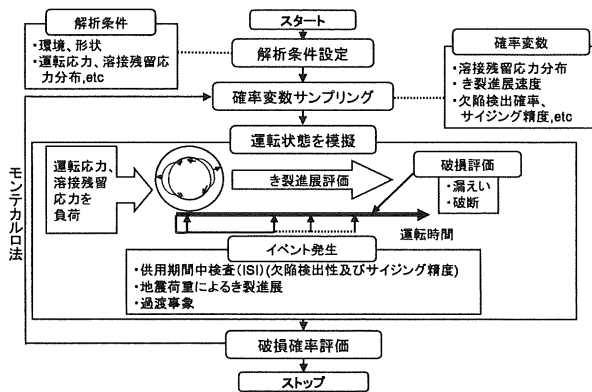 スタート
解析条件
・環境、形状
・運転応力、溶接残留応
力分布,etc
解析条件設定
確率変数
・溶接残留応力分布
・き裂進展速度
・欠陥検出確率、
サイジング精度,etc
確率変数サンプリング
運転状態を模擬
モンテカルロ法
運転応力、
溶接残留
応力を
負荷
き裂進展評価
破損評価
・漏えい
・破断
運転時間
イベント発生
・供用期間中検査(ISI)(欠陥検出性及びサイジング精度)
・地震荷重によるき裂進展
・過渡事象
破損確率評価
ストップ